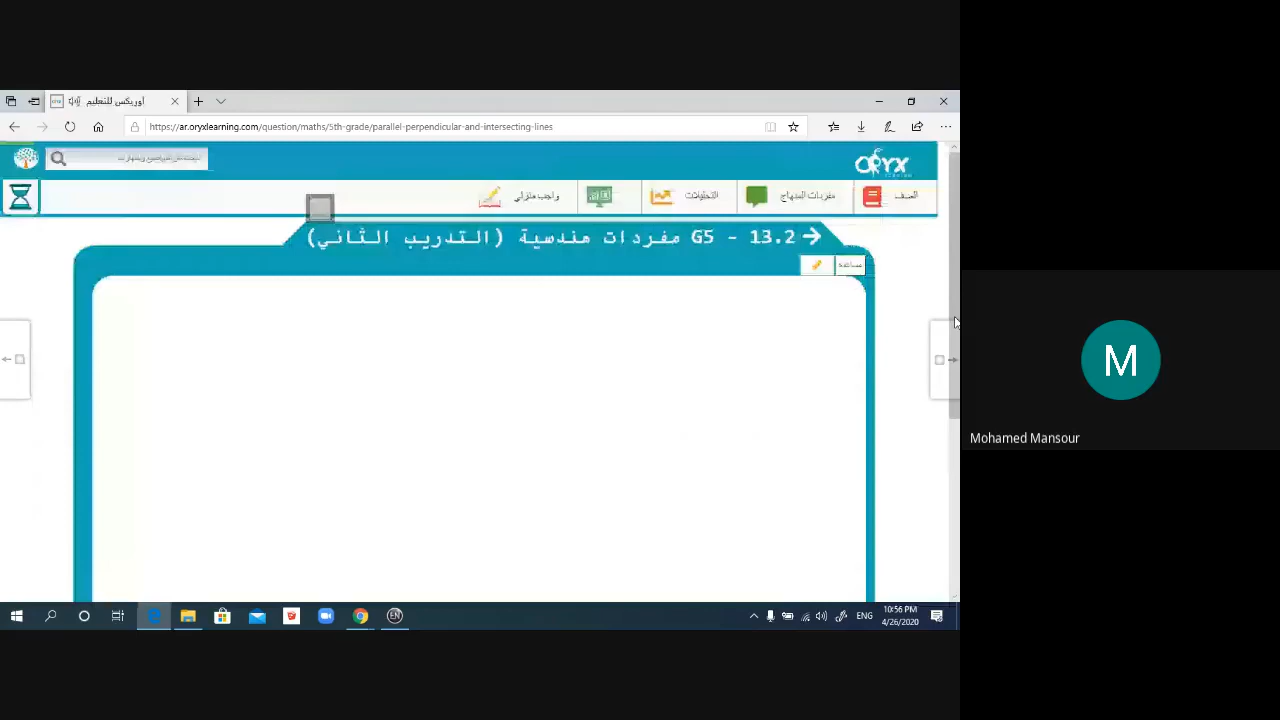 أوريكس للتعليم
https://ar.oryxlearning.com/question/maths/5th-grade/parallel-perpendicular-and-intersecting-lines
ORYX
الصف
مفردات المنهاج
التحليلات
واجب منزلي
G5 - 13.2 مفردات هندسية (التدريب الثاني)
مساعدة
M
Mohamed Mansour
EN
ENG
10:56 PM
4/26/2020